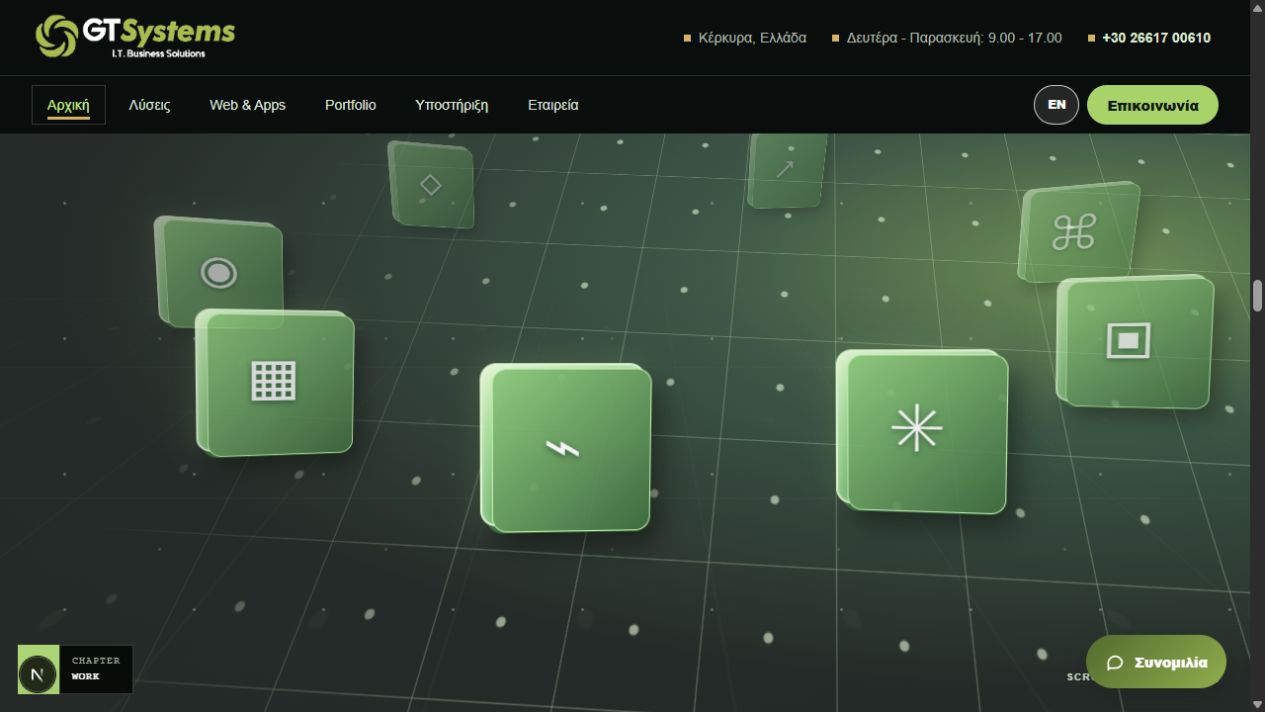 GTSystems
I.T. Business Solutions
Κέρκυρα, Ελλάδα
Δευτέρα - Παρασκευή: 9.00 - 17.00
+30 26617 00610
Αρχική
Λύσεις
Web & Apps
Portfolio
Υποστήριξη
Εταιρεία
EN
Επικοινωνία
N
CHAPTER
WORK
Συνομιλία